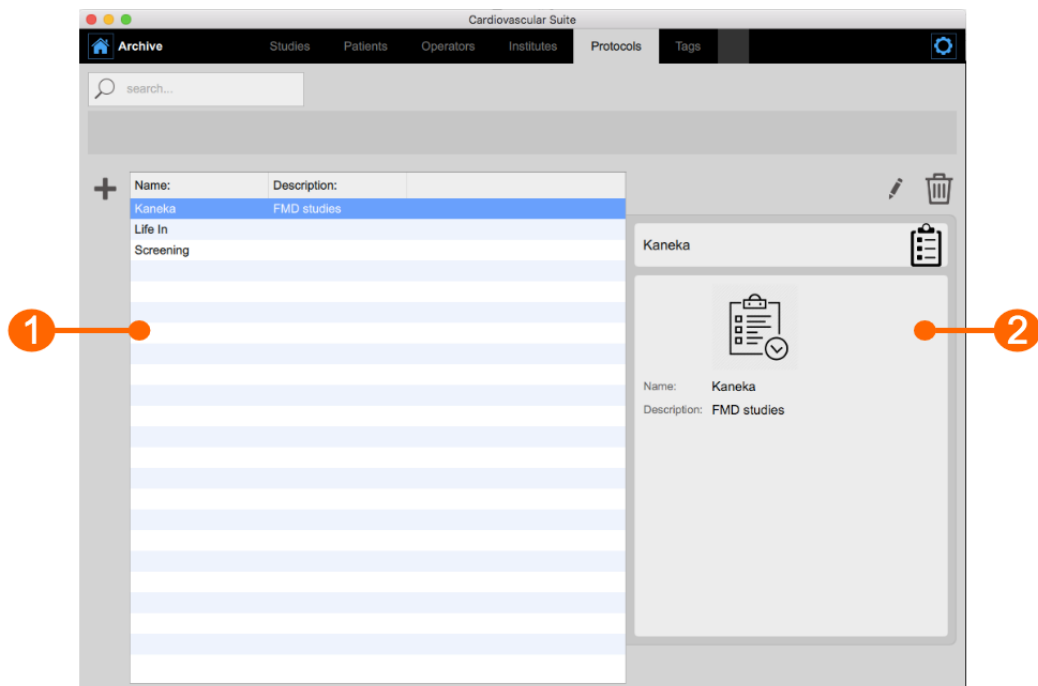 Cardiovascular Suite
Archive Studies Patients Operators Institutes Protocols Tags
search...
Name: Description:
Kaneka FMD studies
Life In
Screening
Kaneka
1
2
Name: Kaneka
Description: FMD studies